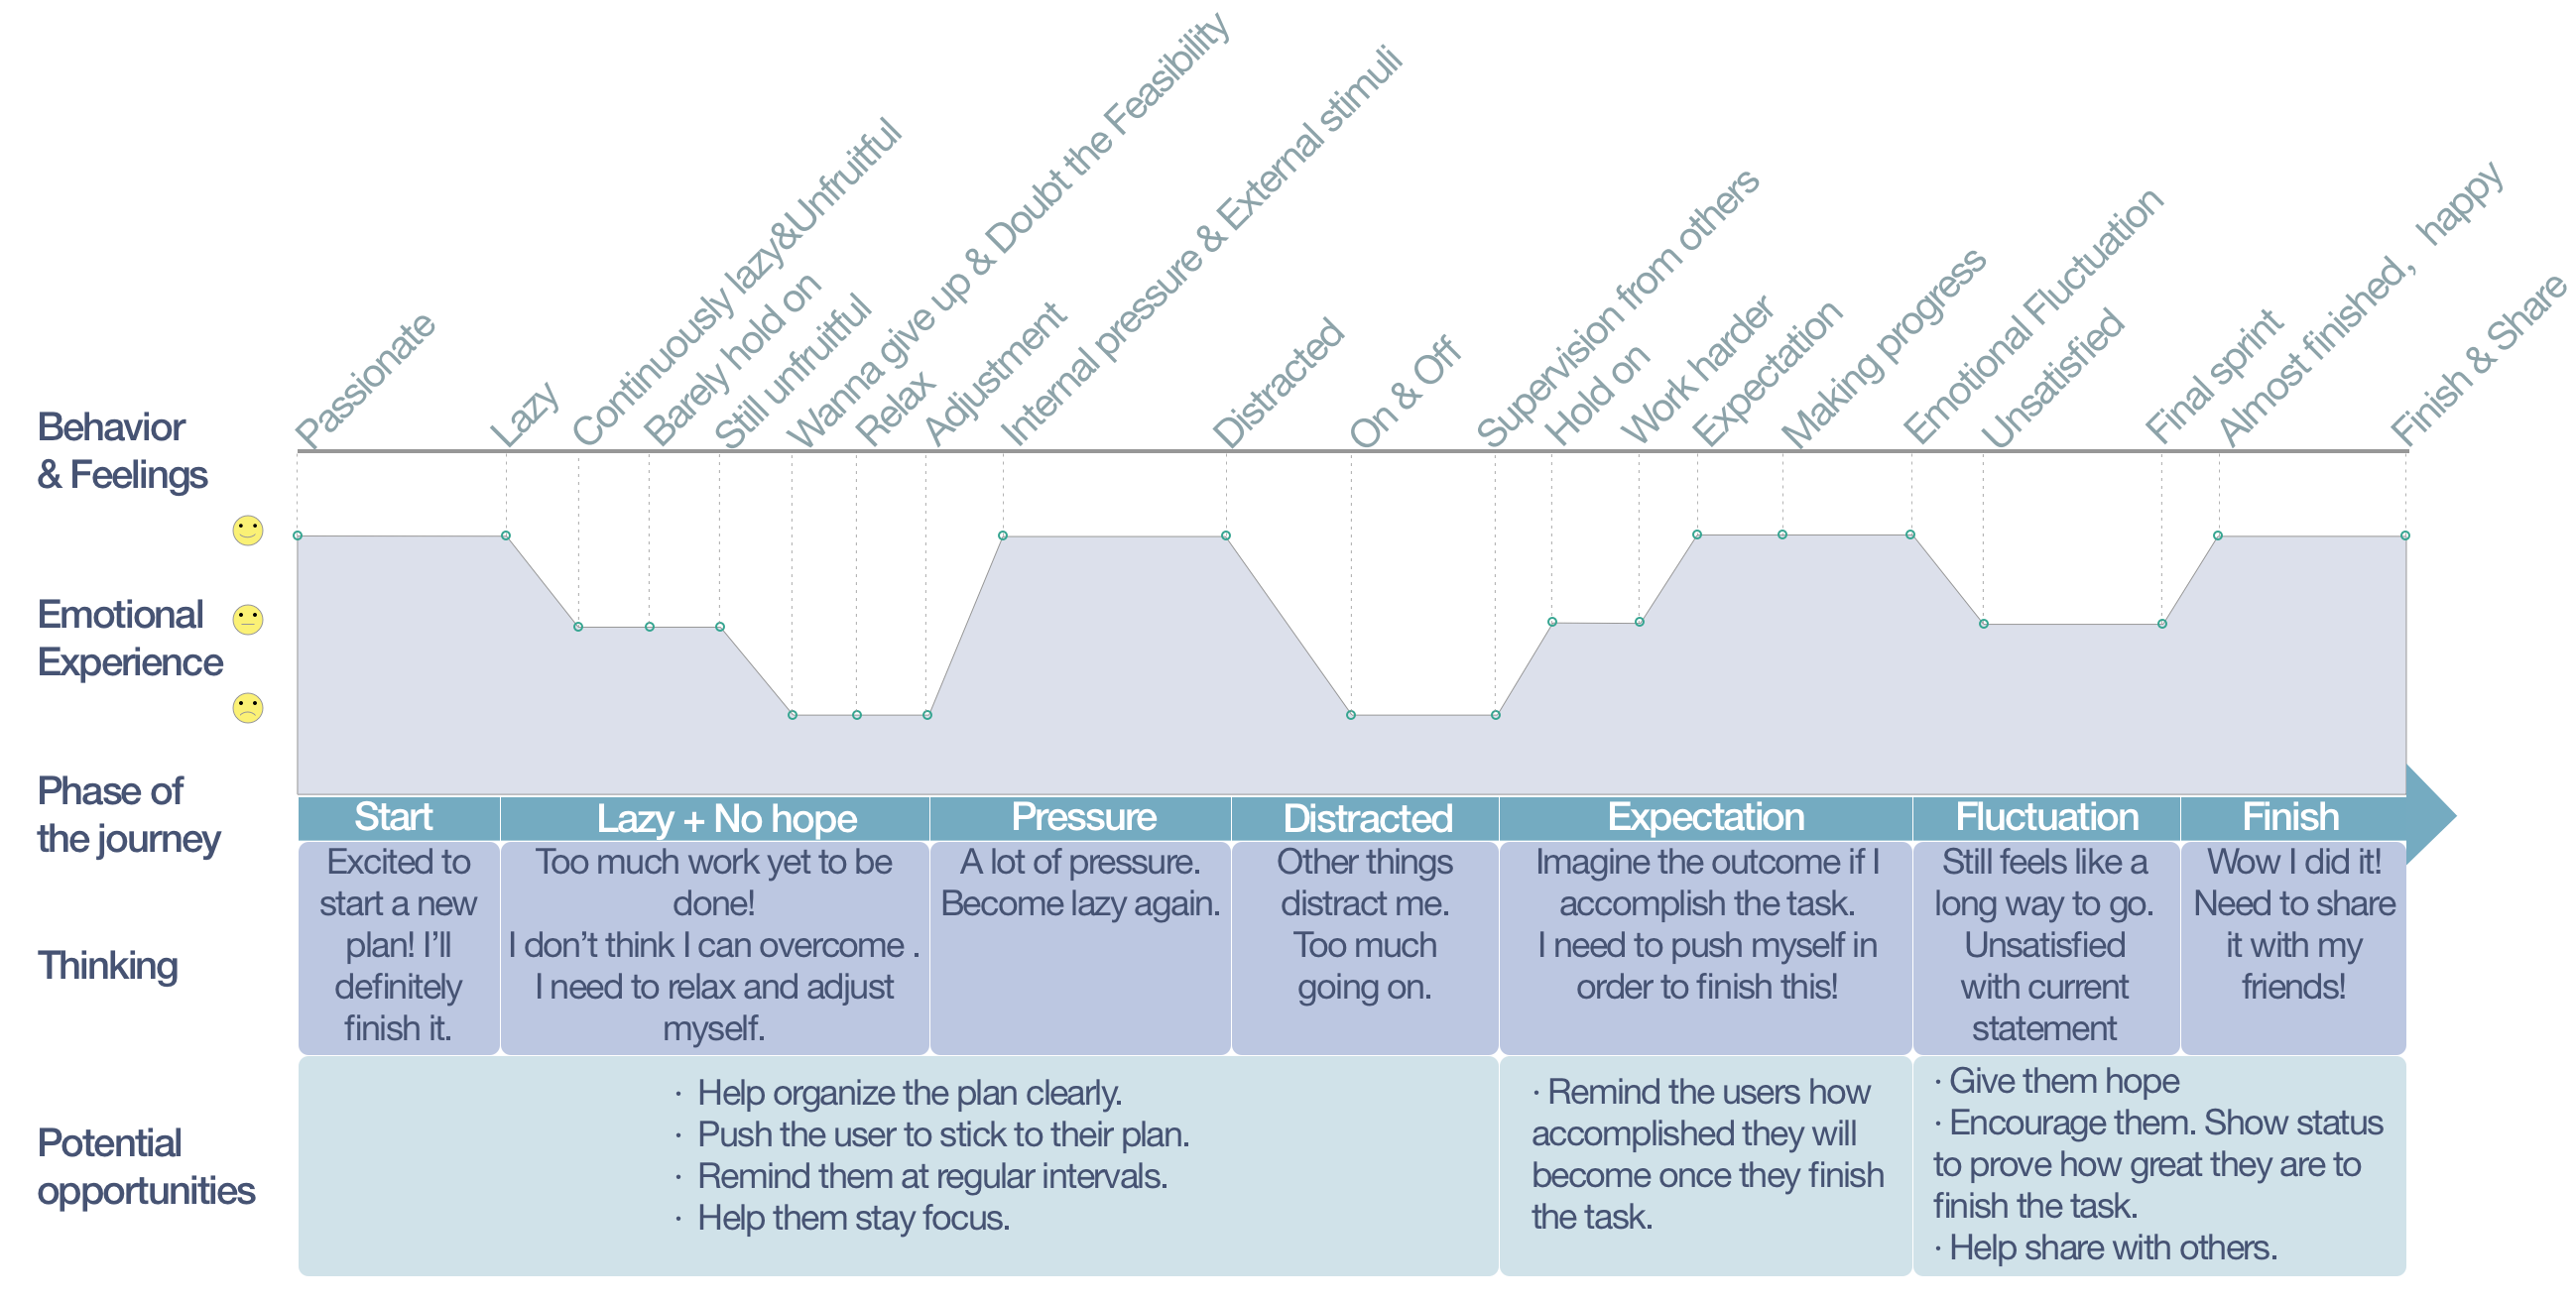 Passionate
Lazy
Continuously lazy&Unfruitful
Barely hold on
Still unfruitful
Wanna give up & Doubt the Feasibility
Relax
Adjustment
Internal pressure & External stimuli
Distracted
On & Off
Supervision from others
Hold on
Work harder
Expectation
Making progress
Emotional Fluctuation
Unsatisfied
Final sprint
Almost finished, happy
Finish & Share
Behavior
& Feelings
Emotional
Experience
Phase of
the journey
Start
Lazy + No hope
Pressure
Distracted
Expectation
Fluctuation
Finish
Thinking
Excited to
start a new
plan! I’ll
definitely
finish it.
Too much work yet to be
done!
I don’t think I can overcome .
I need to relax and adjust
myself.
A lot of pressure.
Become lazy again.
Other things
distract me.
Too much
going on.
Imagine the outcome if I
accomplish the task.
I need to push myself in
order to finish this!
Still feels like a
long way to go.
Unsatisfied
with current
statement
Wow I did it!
Need to share
it with my
friends!
Potential
opportunities
· Help organize the plan clearly.
· Push the user to stick to their plan.
· Remind them at regular intervals.
· Help them stay focus.
· Remind the users how
accomplished they will
become once they finish
the task.
· Give them hope
· Encourage them. Show status
to prove how great they are to
finish the task.
· Help share with others.